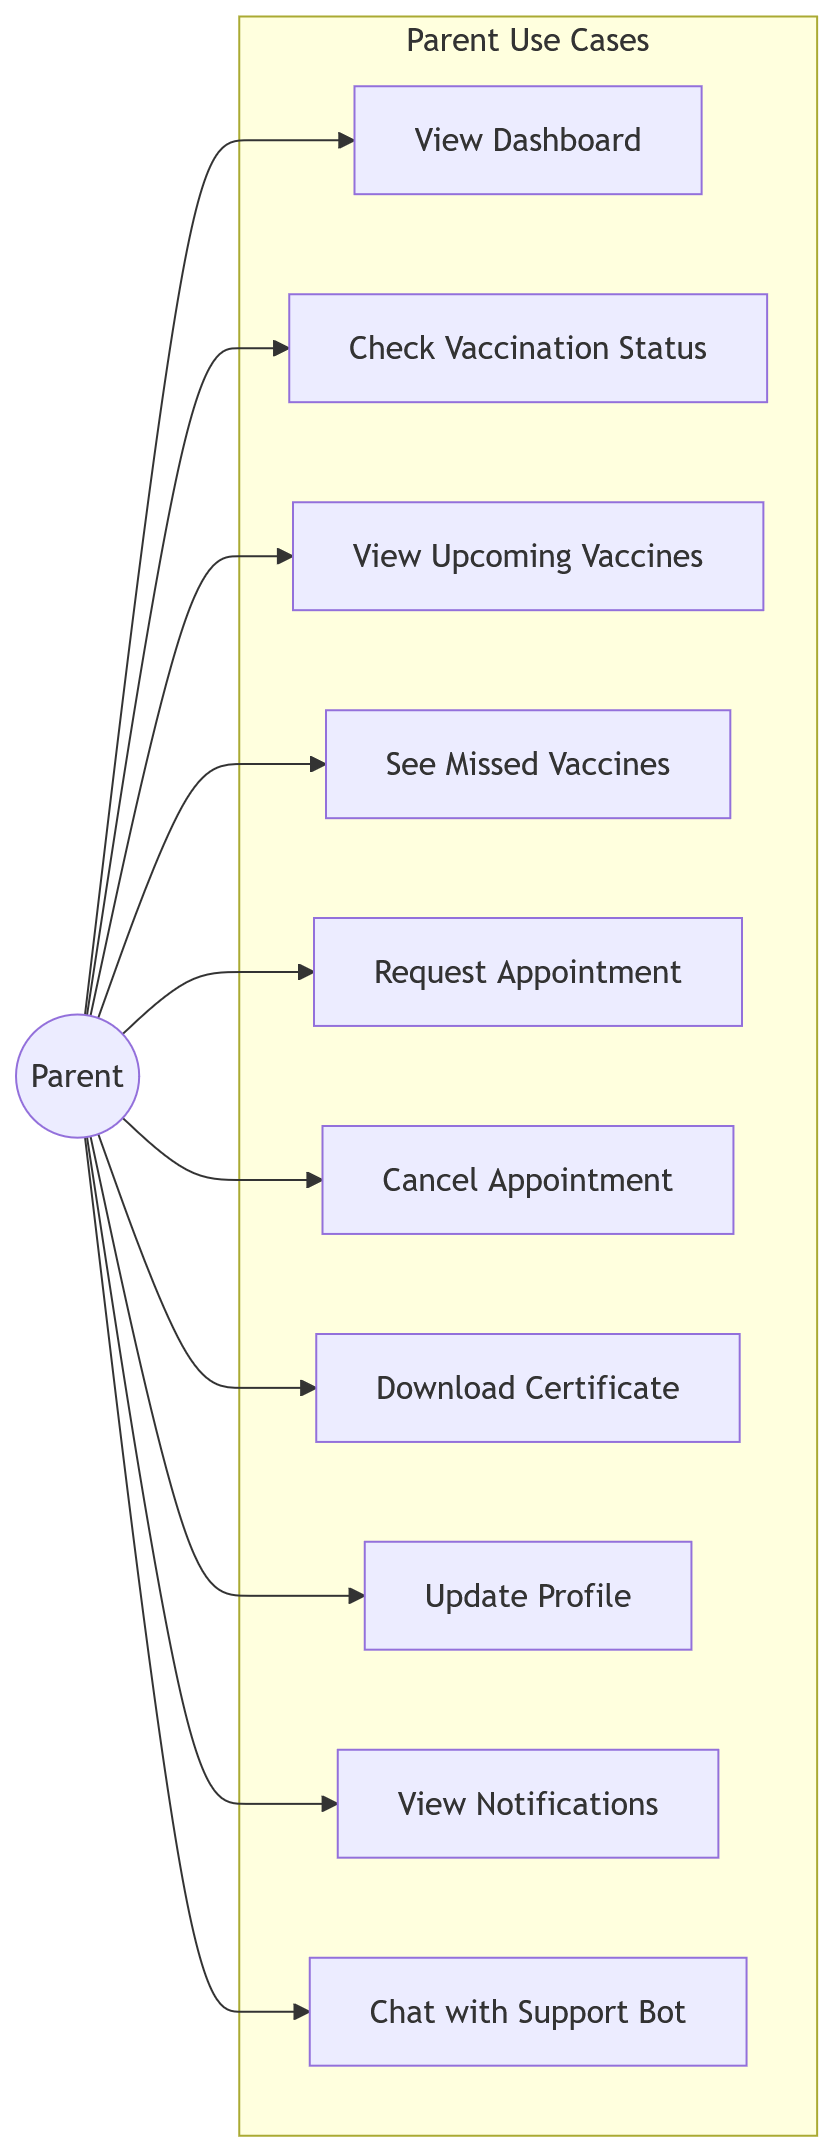 Parent Use Cases
View Dashboard
Check Vaccination Status
View Upcoming Vaccines
See Missed Vaccines
Request Appointment
Parent
Cancel Appointment
Download Certificate
Update Profile
View Notifications
Chat with Support Bot